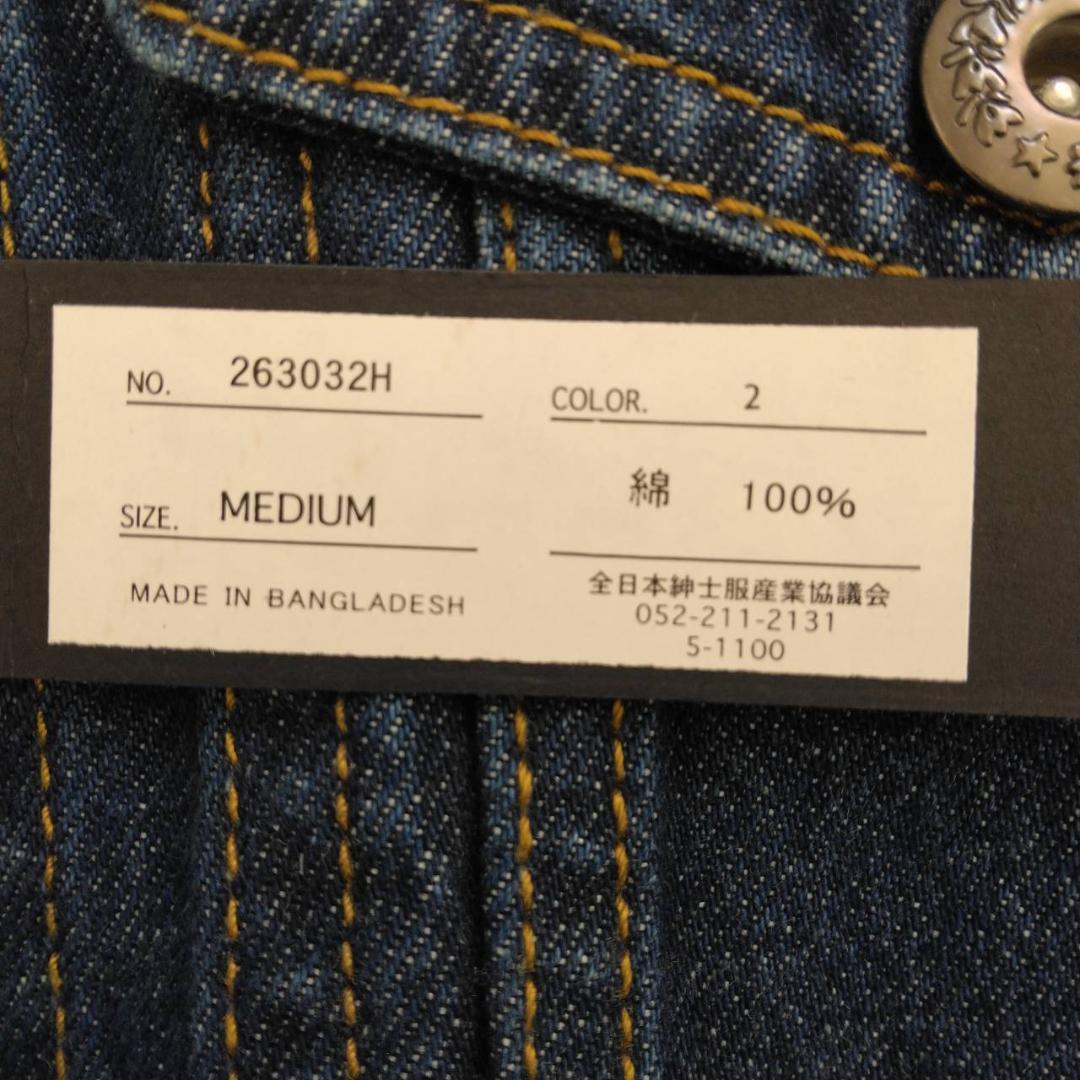 NO. 263032H
COLOR. 2
SIZE. MEDIUM
綿 100%
MADE IN BANGLADESH
全日本紳士服産業協議会
052-211-2131
5-1100